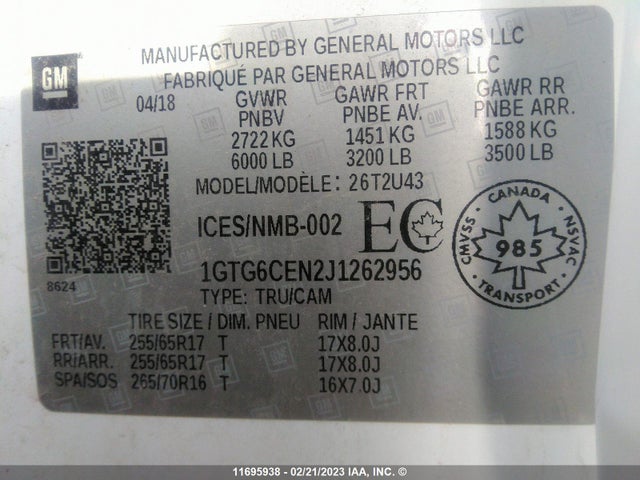 GM
MANUFACTURED BY GENERAL MOTORS LLC
FABRIQUÉ PAR GENERAL MOTORS LLC
04/18 GVWR GAWR FRT GAWR RR
PNBV PNBE AV. PNBE ARR.
2722 KG 1451 KG 1588 KG
6000 LB 3200 LB 3500 LB
MODEL/MODÈLE: 26T2U43
ICES/NMB-002 EC
CANADA
CMVSS 985 NSVAC
TRANSPORT
8624
1GTG6CEN2J1262956
TYPE: TRU/CAM
TIRE SIZE / DIM. PNEU RIM / JANTE
FRT/AV. 255/65R17 T 17X8.0J
RR/ARR. 255/65R17 T 17X8.0J
SPA/SOS 265/70R16 T 16X7.0J
11695938 - 02/21/2023 IAA, Inc. ©